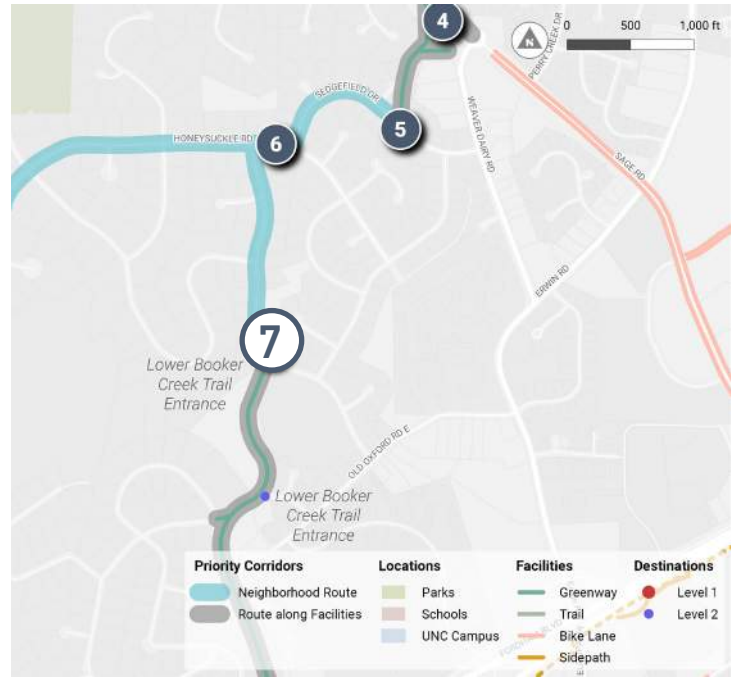 4
N
0 500 1,000 ft
PERRY CREEK DR
SEDGEFIELD DR
WEAVER DAIRY RD
5
HONEYSUCKLE RD
6
SAGE RD
ERWIN RD
7
Lower Booker
Creek Trail
Entrance
OLD OXFORD RD E
Lower Booker
Creek Trail
Entrance
Priority Corridors
Neighborhood Route
Route along Facilities
Locations
Parks
Schools
UNC Campus
Facilities
Greenway
Trail
Bike Lane
Sidepath
Destinations
Level 1
Level 2